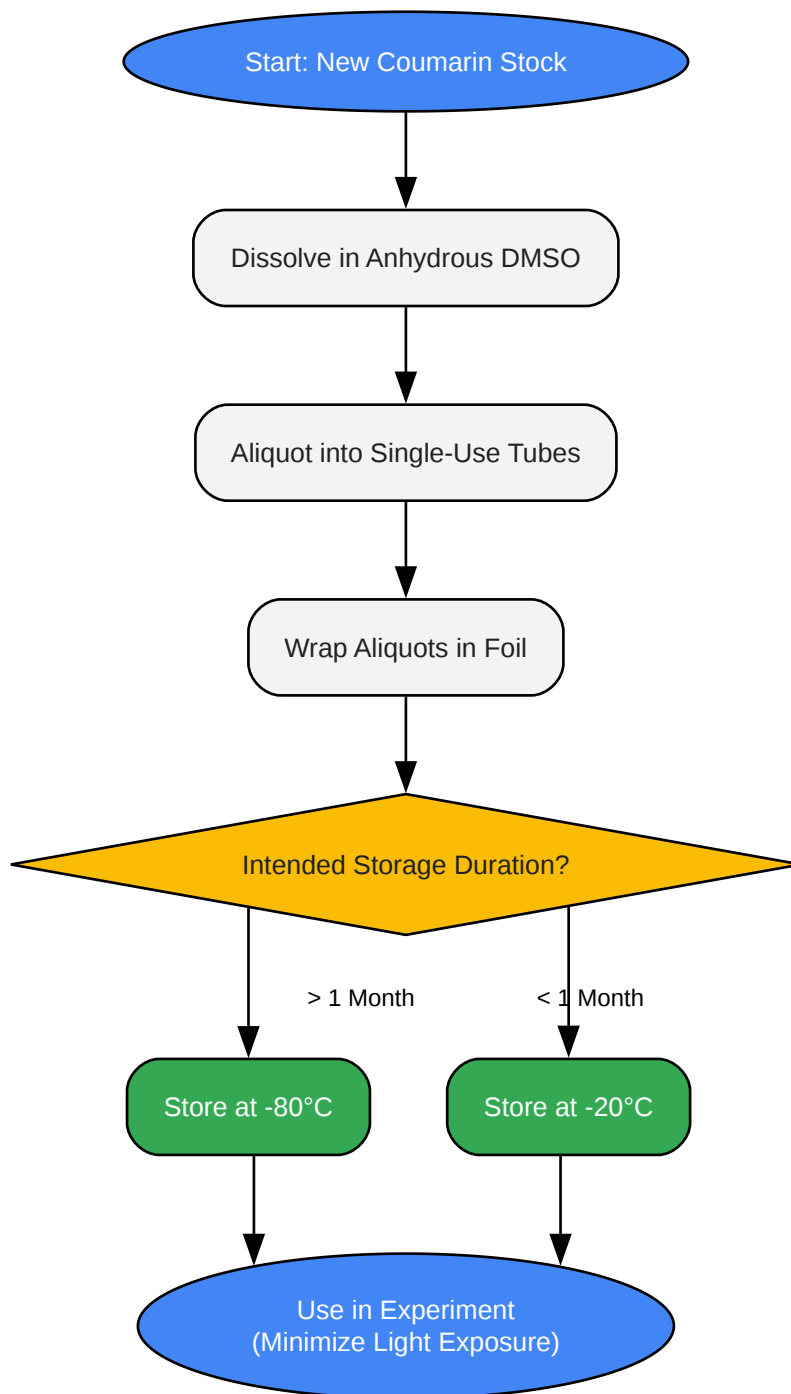 Start: New Coumarin Stock
Dissolve in Anhydrous DMSO
Aliquot into Single-Use Tubes
Wrap Aliquots in Foil
Intended Storage Duration?
> 1 Month
< 1 Month
Store at -80°C
Store at -20°C
Use in Experiment
(Minimize Light Exposure)